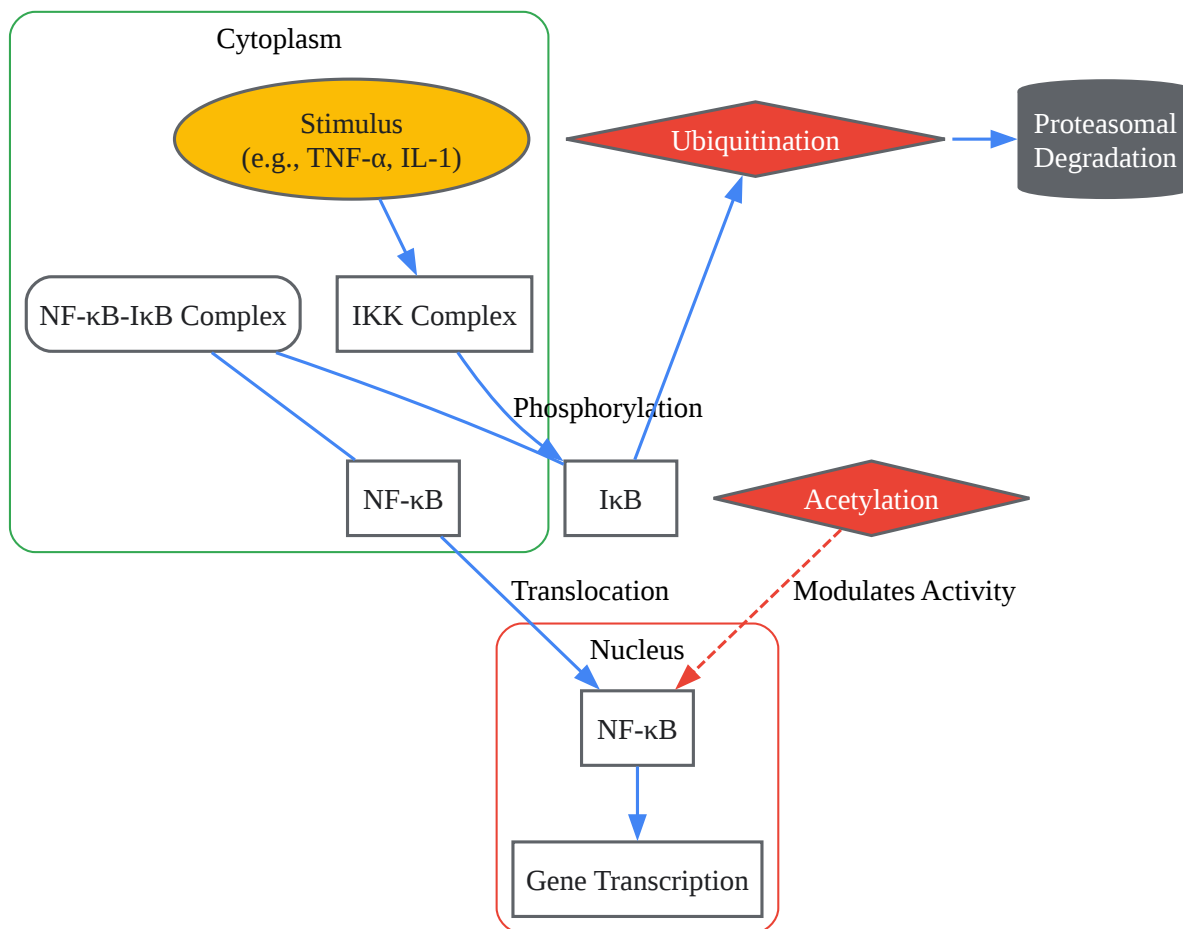 Cytoplasm
Stimulus
(e.g., TNF-α, IL-1)
Ubiquitination
Proteasomal
Degradation
NF-κB-IκB Complex
IKK Complex
Phosphorylation
NF-κB
IκB
Acetylation
Translocation
Modulates Activity
Nucleus
NF-κB
Gene Transcription